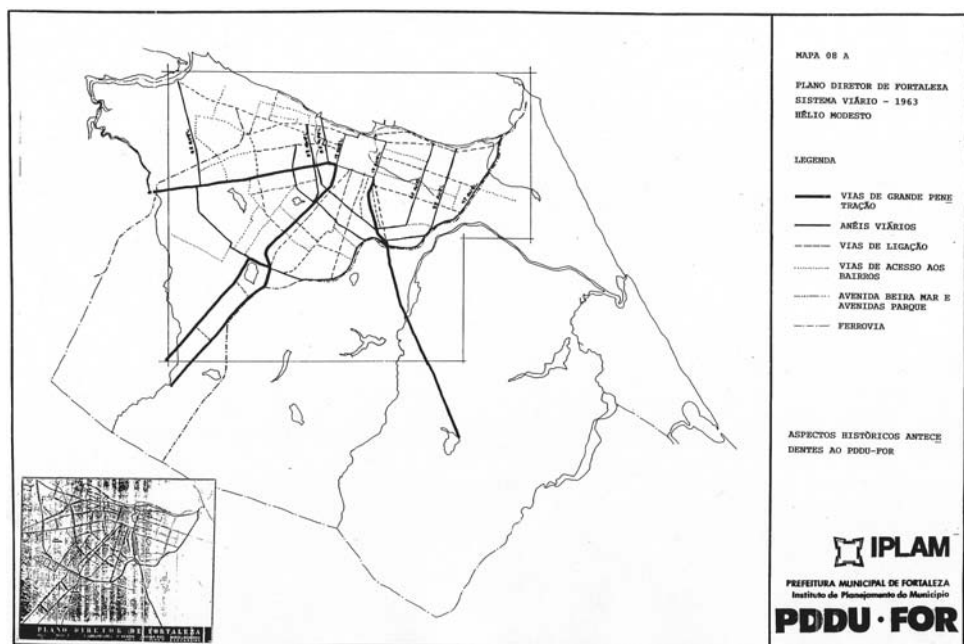 MAPA 08 A
PLANO DIRETOR DE FORTALEZA
SISTEMA VIÁRIO - 1963
HÉLIO MODESTO
LEGENDA
VIAS DE GRANDE PENE
TRAÇÃO
ANÉIS VIÁRIOS
VIAS DE LIGAÇÃO
VIAS DE ACESSO AOS
BAIRROS
AVENIDA BEIRA MAR E
AVENIDAS PARQUE
FERROVIA
ASPECTOS HISTÓRICOS ANTECE
DENTES AO PDDU-FOR
IPLAM
PREFEITURA MUNICIPAL DE FORTALEZA
Instituto de Planejamento do Município
PDDU · FOR
PLANO DIRETOR DE FORTALEZA